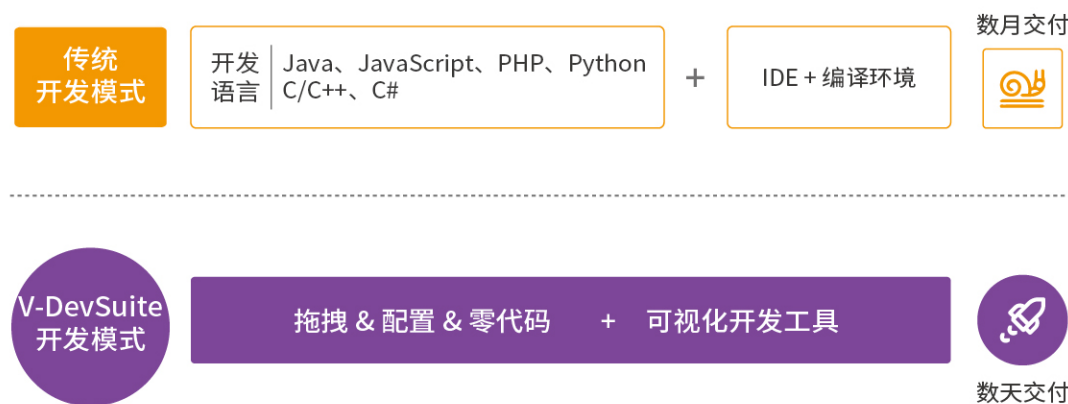 传统
开发模式
开发
语言
Java、JavaScript、PHP、Python
C/C++、C#
+
IDE + 编译环境
数月交付
V-DevSuite
开发模式
拖拽 & 配置 & 零代码 + 可视化开发工具
数天交付